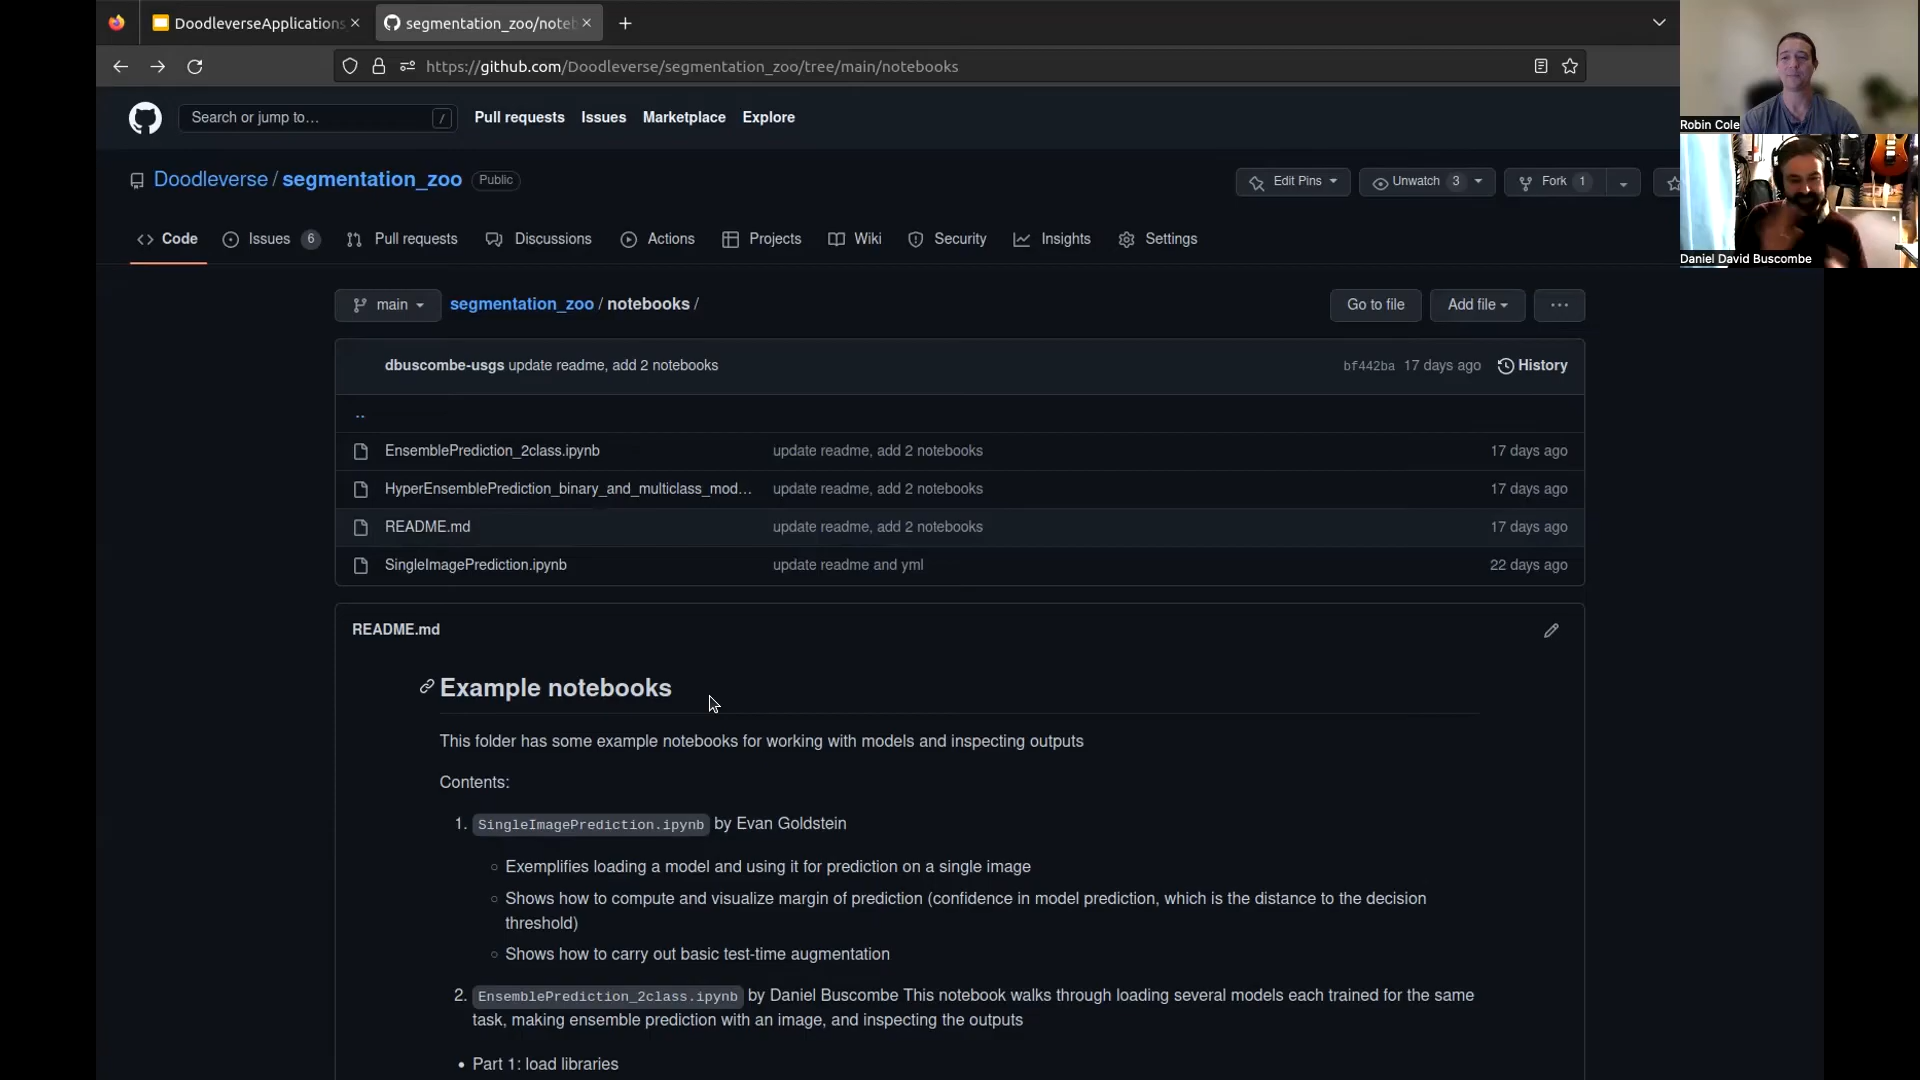 DoodleverseApplications
segmentation_zoo/note
https://github.com/Doodleverse/segmentation_zoo/tree/main/notebooks
Search or jump to…
/
Pull requests
Issues
Marketplace
Explore
Robin Cole
Daniel David Buscombe
Doodleverse / segmentation_zoo
Public
Edit Pins
Unwatch 3
Fork 1
Code
Issues 6
Pull requests
Discussions
Actions
Projects
Wiki
Security
Insights
Settings
main
segmentation_zoo / notebooks /
Go to file
Add file
...
dbuscombe-usgs update readme, add 2 notebooks
bf442ba 17 days ago History
..
EnsemblePrediction_2class.ipynb update readme, add 2 notebooks 17 days ago
HyperEnsemblePrediction_binary_and_multiclass_mod… update readme, add 2 notebooks 17 days ago
README.md update readme, add 2 notebooks 17 days ago
SingleImagePrediction.ipynb update readme and yml 22 days ago
README.md
Example notebooks
This folder has some example notebooks for working with models and inspecting outputs
Contents:
1. SingleImagePrediction.ipynb by Evan Goldstein
○ Exemplifies loading a model and using it for prediction on a single image
○ Shows how to compute and visualize margin of prediction (confidence in model prediction, which is the distance to the decision
threshold)
○ Shows how to carry out basic test-time augmentation
2. EnsemblePrediction_2class.ipynb by Daniel Buscombe This notebook walks through loading several models each trained for the same
task, making ensemble prediction with an image, and inspecting the outputs
• Part 1: load libraries